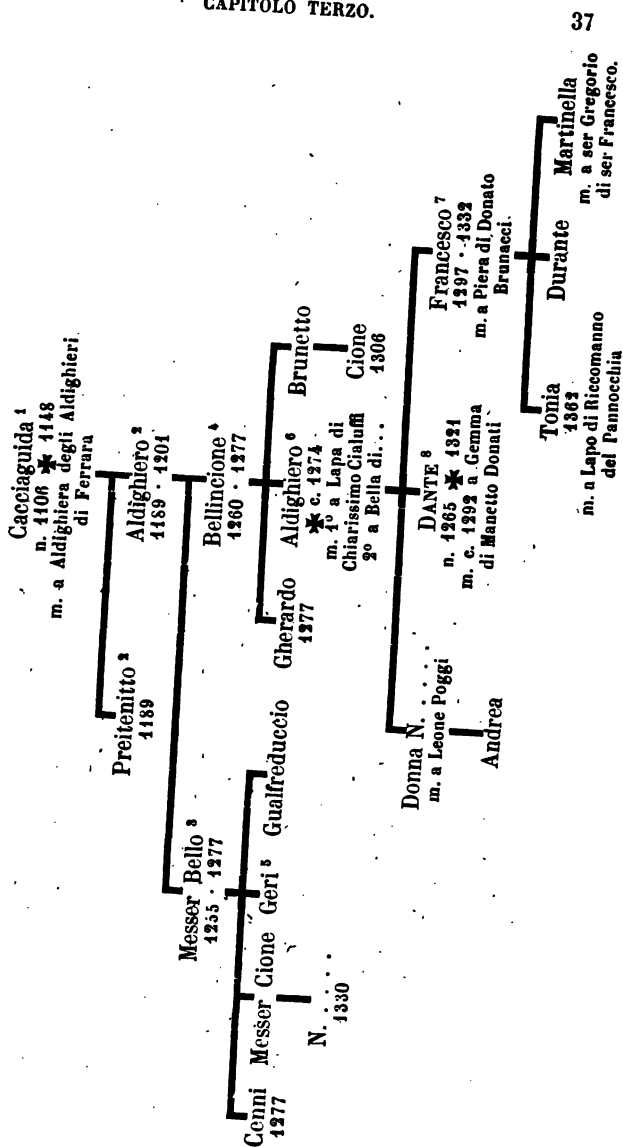 CAPITOLO TERZO.
37
Cacciaguida ¹
n. 1106 ✠ 1148
m. a Aldighiera degli Aldighieri
di Ferrara
Preitenitto ²
1189
Aldighiero ²
1189 · 1201
Messer Bello ³
1255 · 1277
Bellincione ⁴
1260 · 1277
Cenni
1277
Messer Cione
Geri ⁵
Gualfreduccio
N. . . . . .
1330
Gherardo
1277
Aldighiero ⁶
✠ c. 1274
m. 1º a Lapa di
Chiarissimo Cialuffi
2º a Bella di. . .
Brunetto
Cione
1306
Donna N. . . . . .
m. a Leone Poggi
Andrea
DANTE ⁸
n. 1265 ✠ 1321
m. c. 1292 a Gemma
di Manetto Donati
Francesco ⁷
1297 · 1332
m. a Piera di Donato
Brunacci.
Tonia
1362
m. a Lapo di Riccomanno
del Pannocchia
Durante
Martinella
m. a ser Gregorio
di ser Francesco.